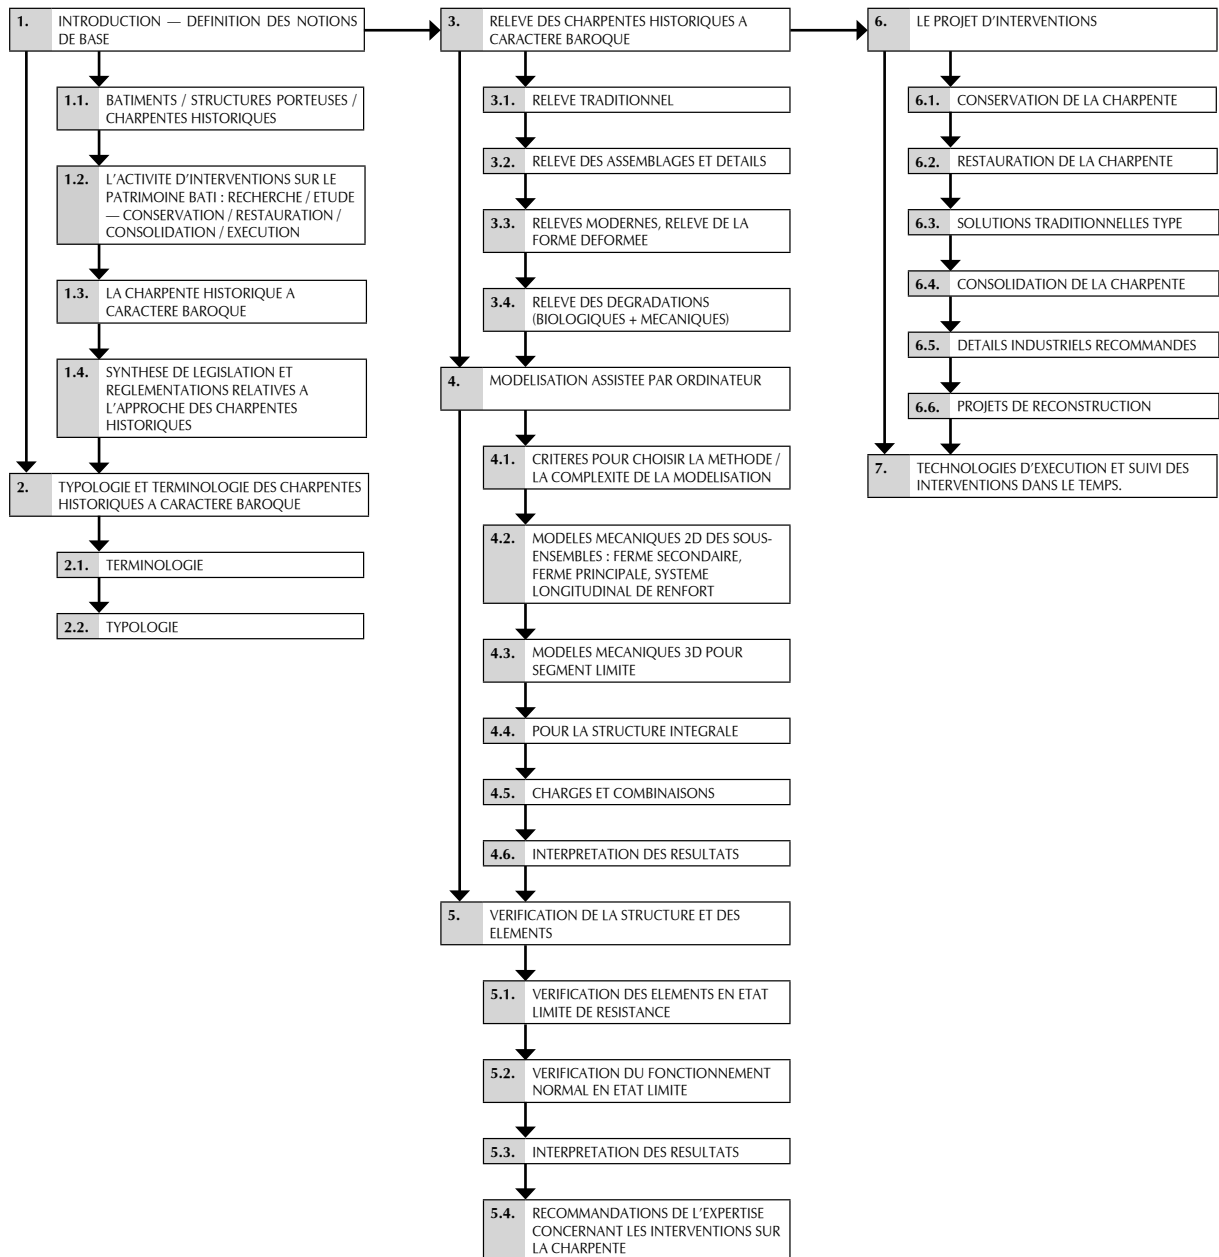 1. INTRODUCTION — DEFINITION DES NOTIONS
DE BASE
1.1. BATIMENTS / STRUCTURES PORTEUSES /
CHARPENTES HISTORIQUES
1.2. L'ACTIVITE D'INTERVENTIONS SUR LE
PATRIMOINE BATI : RECHERCHE / ETUDE
— CONSERVATION / RESTAURATION /
CONSOLIDATION / EXECUTION
1.3. LA CHARPENTE HISTORIQUE A
CARACTERE BAROQUE
1.4. SYNTHESE DE LEGISLATION ET
REGLEMENTATIONS RELATIVES A
L'APPROCHE DES CHARPENTES
HISTORIQUES
2. TYPOLOGIE ET TERMINOLOGIE DES CHARPENTES
HISTORIQUES A CARACTERE BAROQUE
2.1. TERMINOLOGIE
2.2. TYPOLOGIE
3. RELEVE DES CHARPENTES HISTORIQUES A
CARACTERE BAROQUE
3.1. RELEVE TRADITIONNEL
3.2. RELEVE DES ASSEMBLAGES ET DETAILS
3.3. RELEVES MODERNES, RELEVE DE LA
FORME DEFORMEE
3.4. RELEVE DES DEGRADATIONS
(BIOLOGIQUES + MECANIQUES)
4. MODELISATION ASSISTEE PAR ORDINATEUR
4.1. CRITERES POUR CHOISIR LA METHODE /
LA COMPLEXITE DE LA MODELISATION
4.2. MODELES MECANIQUES 2D DES SOUS-
ENSEMBLES : FERME SECONDAIRE,
FERME PRINCIPALE, SYSTEME
LONGITUDINAL DE RENFORT
4.3. MODELES MECANIQUES 3D POUR
SEGMENT LIMITE
4.4. POUR LA STRUCTURE INTEGRALE
4.5. CHARGES ET COMBINAISONS
4.6. INTERPRETATION DES RESULTATS
5. VERIFICATION DE LA STRUCTURE ET DES
ELEMENTS
5.1. VERIFICATION DES ELEMENTS EN ETAT
LIMITE DE RESISTANCE
5.2. VERIFICATION DU FONCTIONNEMENT
NORMAL EN ETAT LIMITE
5.3. INTERPRETATION DES RESULTATS
5.4. RECOMMANDATIONS DE L'EXPERTISE
CONCERNANT LES INTERVENTIONS SUR
LA CHARPENTE
6. LE PROJET D'INTERVENTIONS
6.1. CONSERVATION DE LA CHARPENTE
6.2. RESTAURATION DE LA CHARPENTE
6.3. SOLUTIONS TRADITIONNELLES TYPE
6.4. CONSOLIDATION DE LA CHARPENTE
6.5. DETAILS INDUSTRIELS RECOMMANDES
6.6. PROJETS DE RECONSTRUCTION
7. TECHNOLOGIES D'EXECUTION ET SUIVI DES
INTERVENTIONS DANS LE TEMPS.